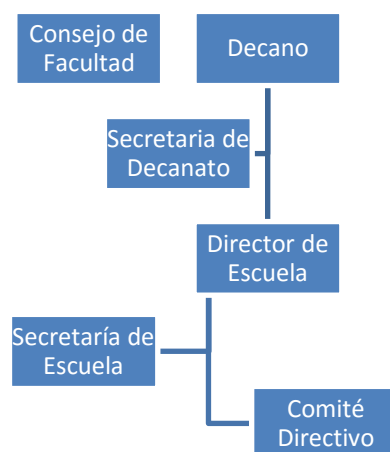 Consejo de
Facultad
Decano
Secretaria de
Decanato
Director de
Escuela
Secretaría de
Escuela
Comité
Directivo